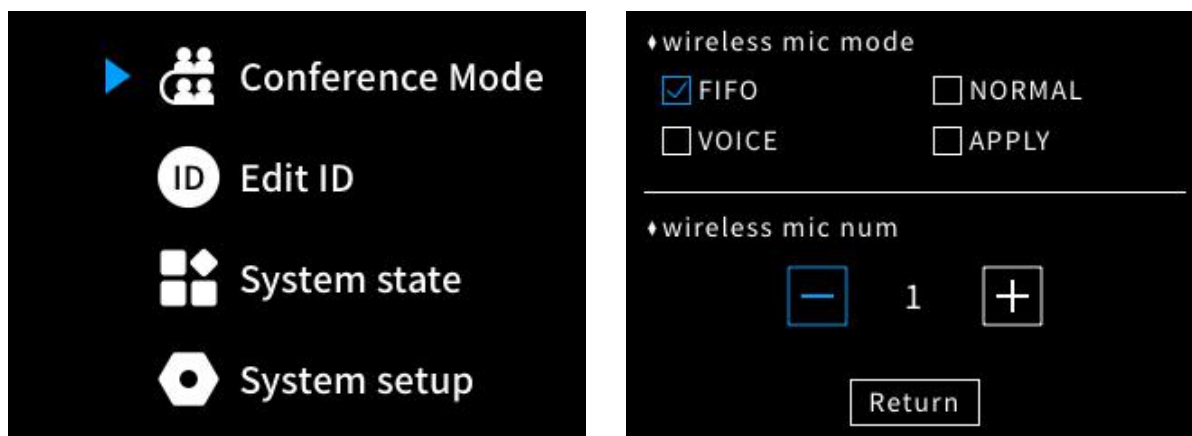 Conference Mode
ID Edit ID
System state
System setup
wireless mic mode
FIFO NORMAL
VOICE APPLY
wireless mic num
1
Return